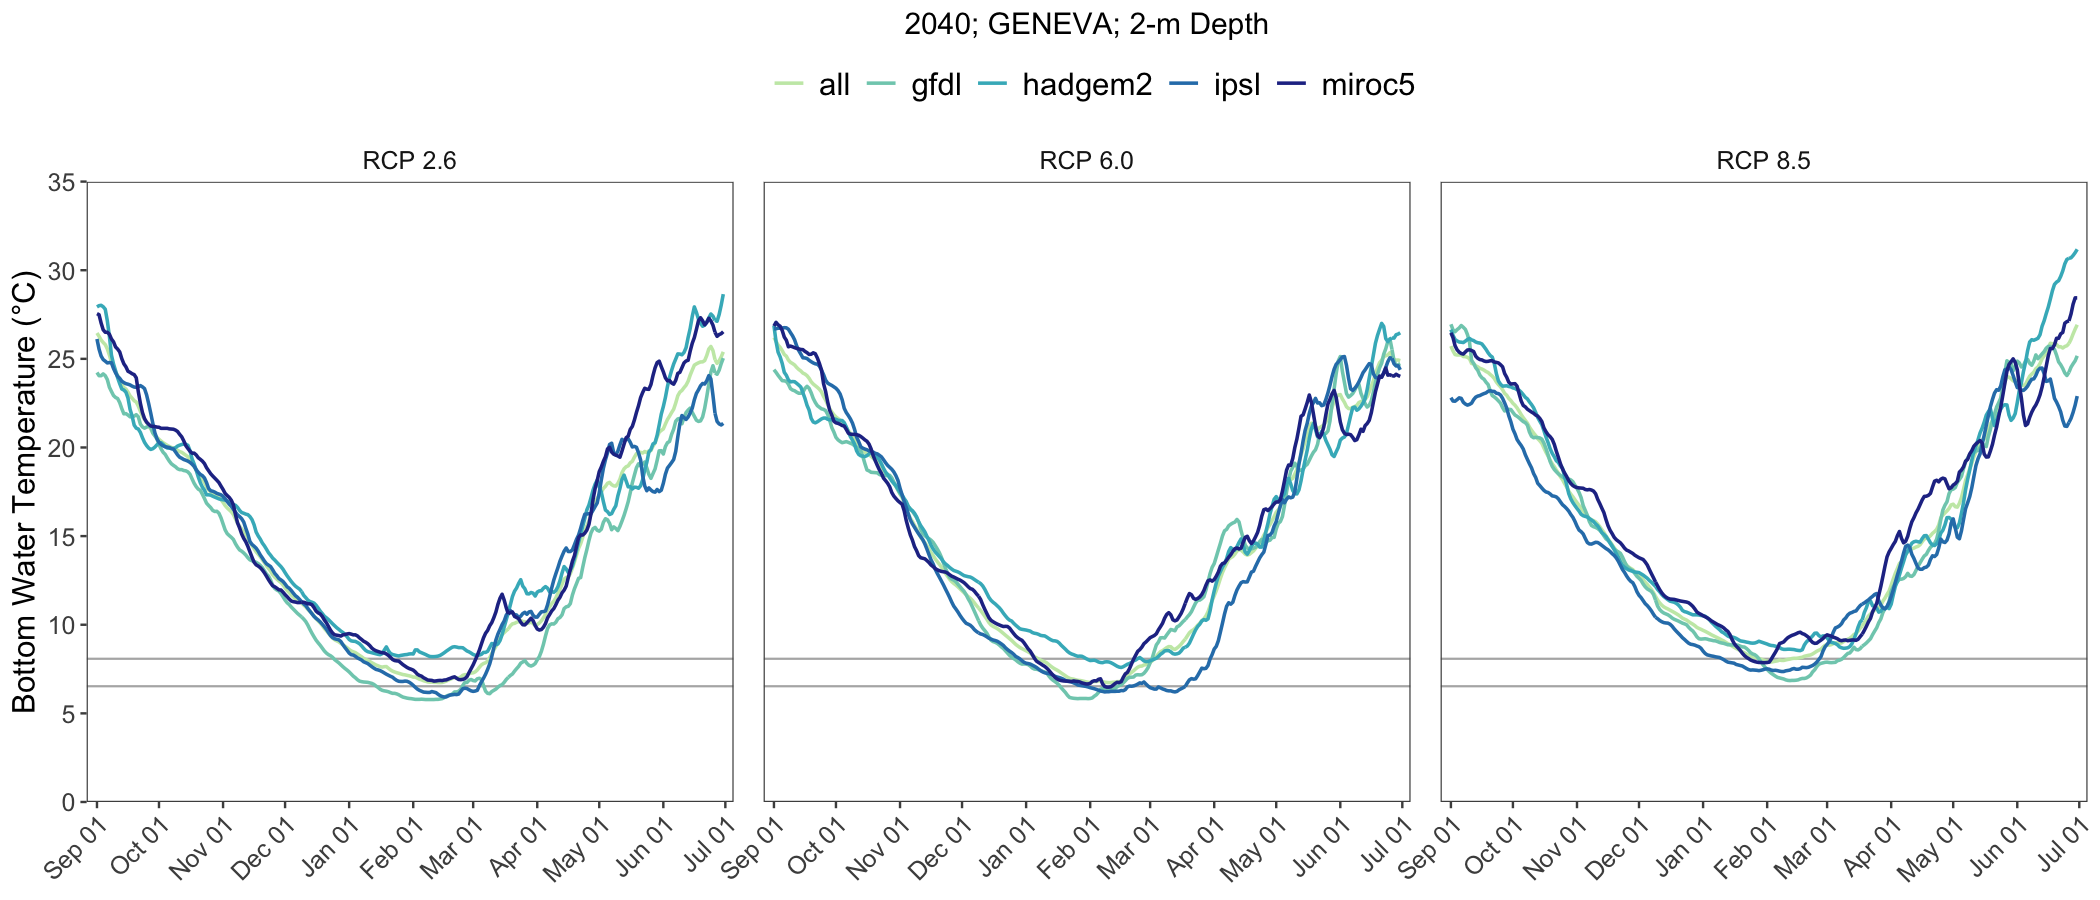 2040; GENEVA; 2-m Depth
all gfdl hadgem2 ipsl miroc5
RCP 2.6 RCP 6.0 RCP 8.5
Bottom Water Temperature (°C)
35
30
25
20
15
10
5
0
Sep 01 Oct 01 Nov 01 Dec 01 Jan 01 Feb 01 Mar 01 Apr 01 May 01 Jun 01 Jul 01 Sep 01 Oct 01 Nov 01 Dec 01 Jan 01 Feb 01 Mar 01 Apr 01 May 01 Jun 01 Jul 01 Sep 01 Oct 01 Nov 01 Dec 01 Jan 01 Feb 01 Mar 01 Apr 01 May 01 Jun 01 Jul 01